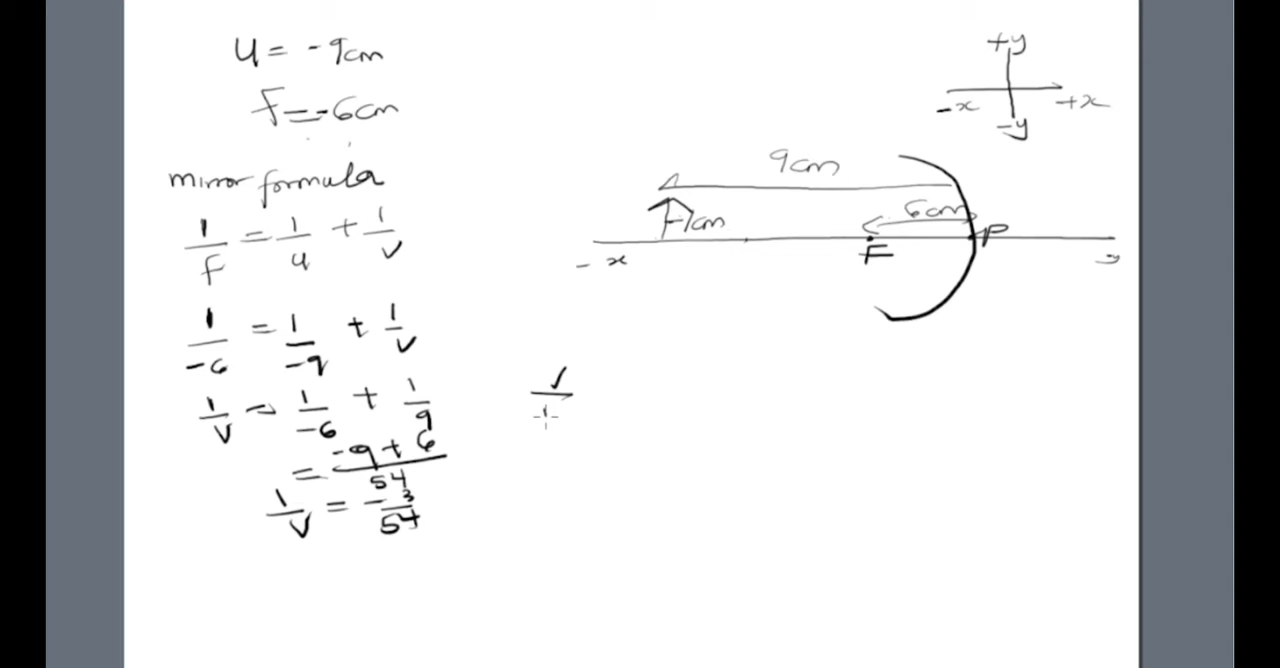 u = -9cm
f = -6cm
mirror formula
1/f = 1/u + 1/v
1/-6 = 1/-9 + 1/v
1/v = 1/-6 + 1/9
= -9+6/54
1/v = -3/54
+y
-x +x
-y
9cm
6cm
1cm
F P
-x
v